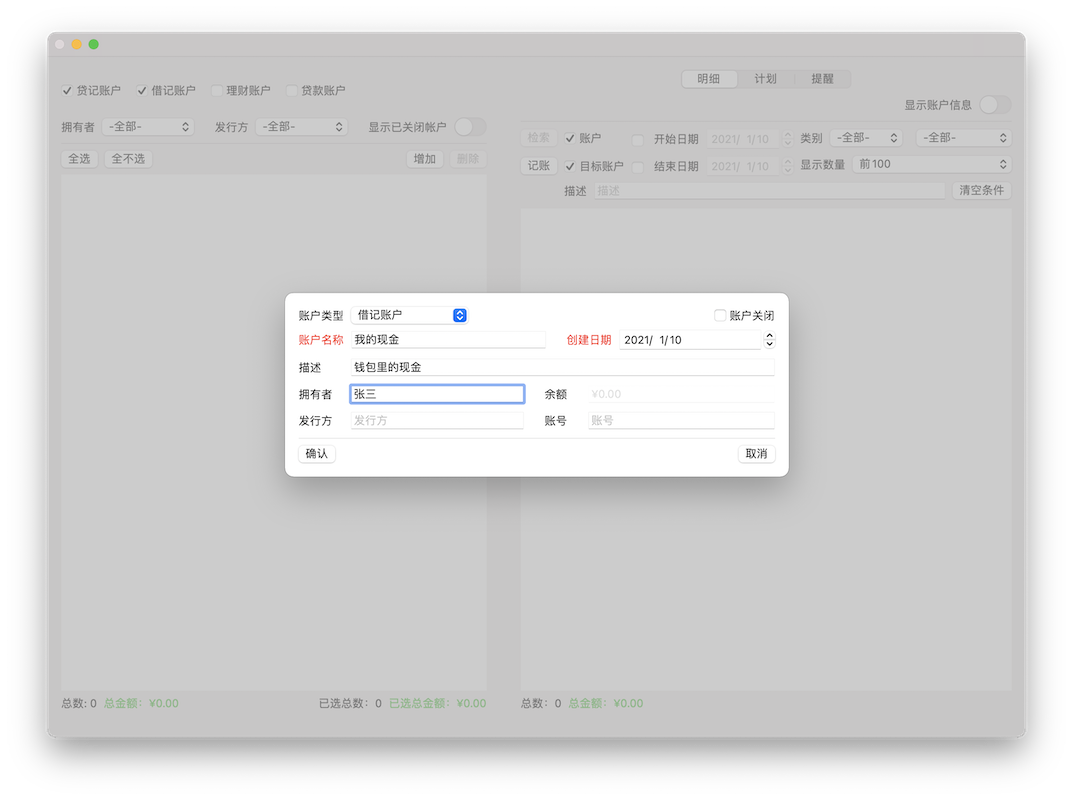 明细 计划 提醒
贷记账户 借记账户 理财账户 贷款账户
显示账户信息
拥有者 -全部- 发行方 -全部- 显示已关闭帐户
检索 账户 开始日期 2021/ 1/10 类别 -全部- -全部-
全选 全不选 增加 删除
记账 目标账户 结束日期 2021/ 1/10 显示数量 前100
描述 描述 清空条件
账户类型 借记账户 账户关闭
账户名称 我的现金 创建日期 2021/ 1/10
描述 钱包里的现金
拥有者 张三 余额 ¥0.00
发行方 发行方 账号 账号
确认 取消
总数: 0 总金额: ¥0.00 已选总数: 0 已选总金额: ¥0.00 总数: 0 总金额: ¥0.00